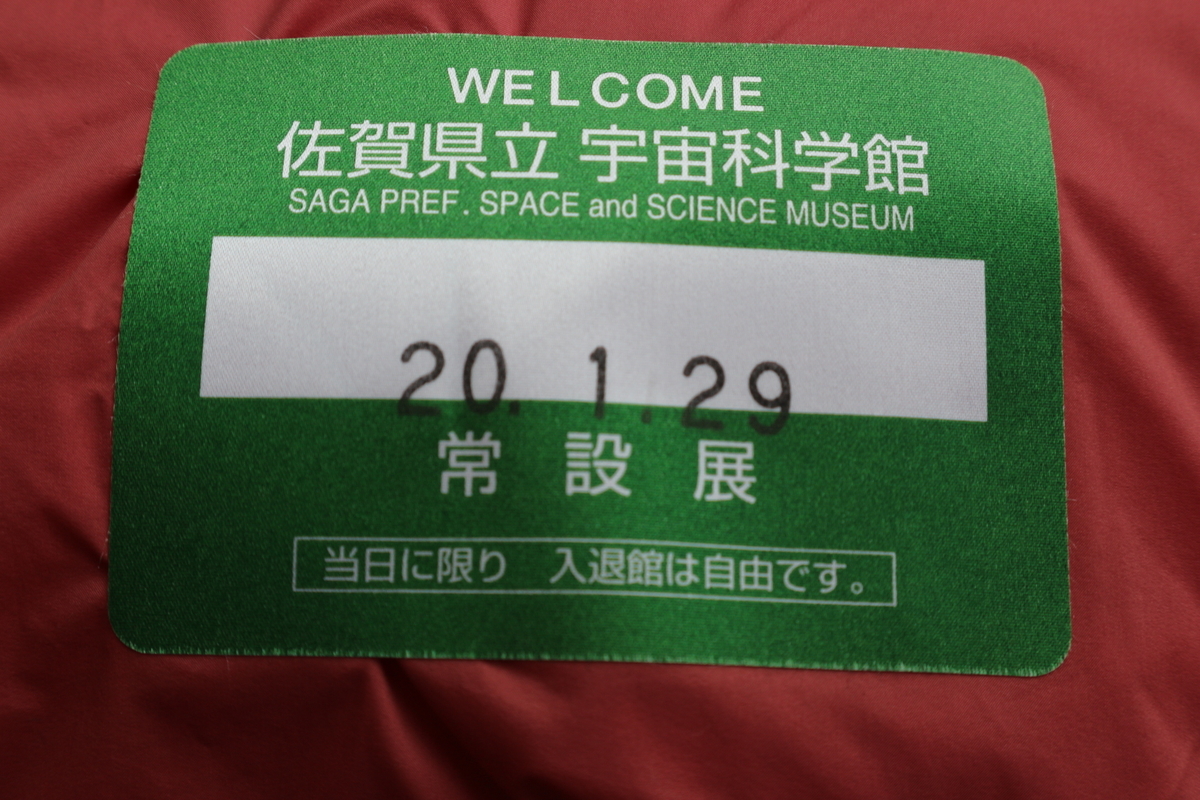 WELCOME
佐賀県立 宇宙科学館
SAGA PREF. SPACE and SCIENCE MUSEUM
20. 1. 29
常設展
当日に限り　入退館は自由です。